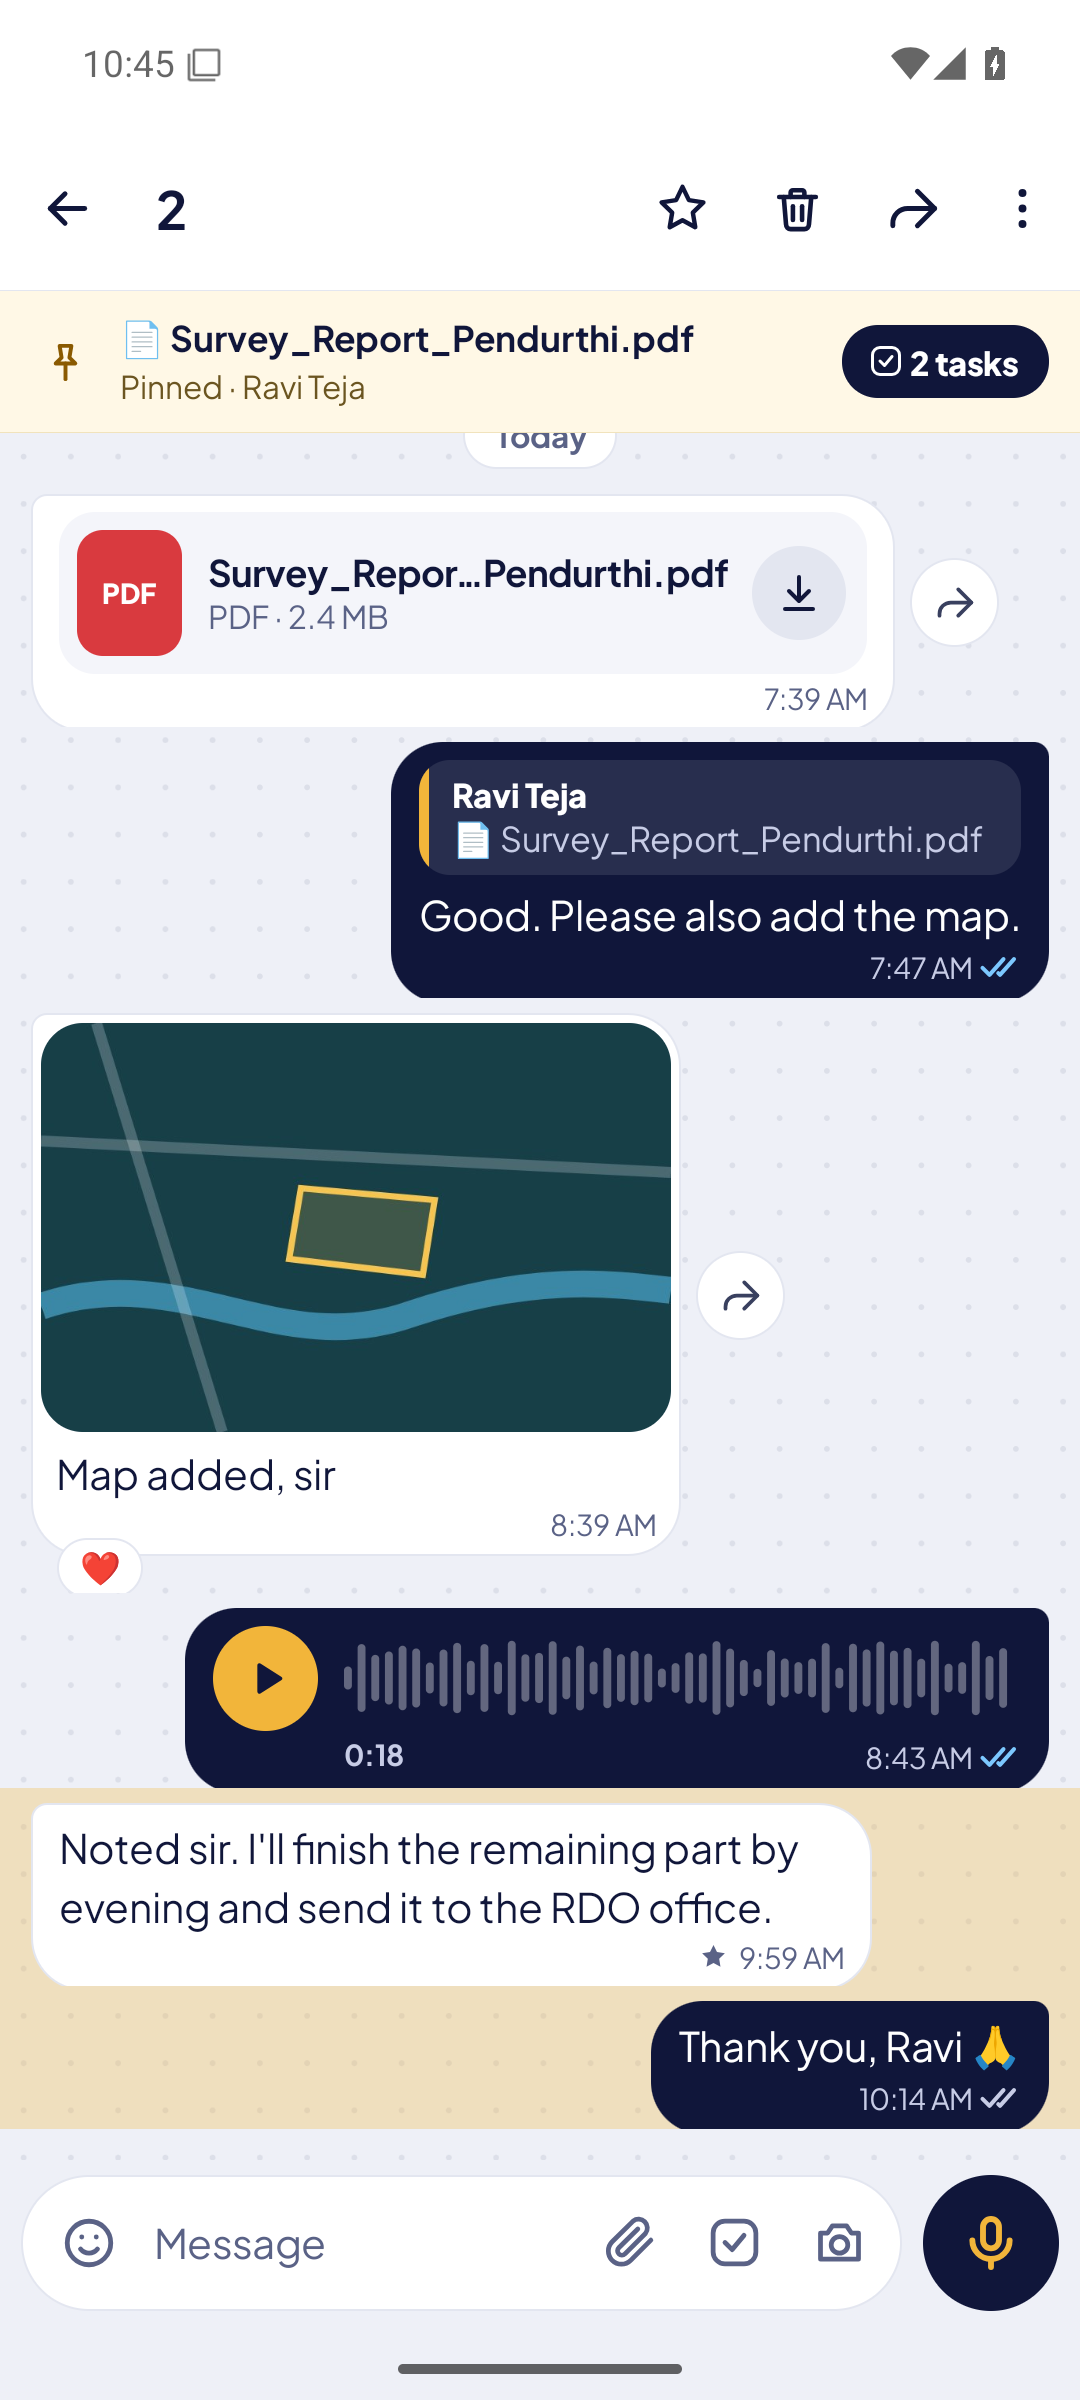 10:45
2
📄 Survey_Report_Pendurthi.pdf
Pinned · Ravi Teja
2 tasks
Today
PDF
Survey_Repor...Pendurthi.pdf
PDF · 2.4 MB
7:39 AM
Ravi Teja
📄 Survey_Report_Pendurthi.pdf
Good. Please also add the map.
7:47 AM
Map added, sir
8:39 AM
❤️
0:18
8:43 AM
Noted sir. I'll finish the remaining part by
evening and send it to the RDO office.
★ 9:59 AM
Thank you, Ravi 🙏
10:14 AM
Message